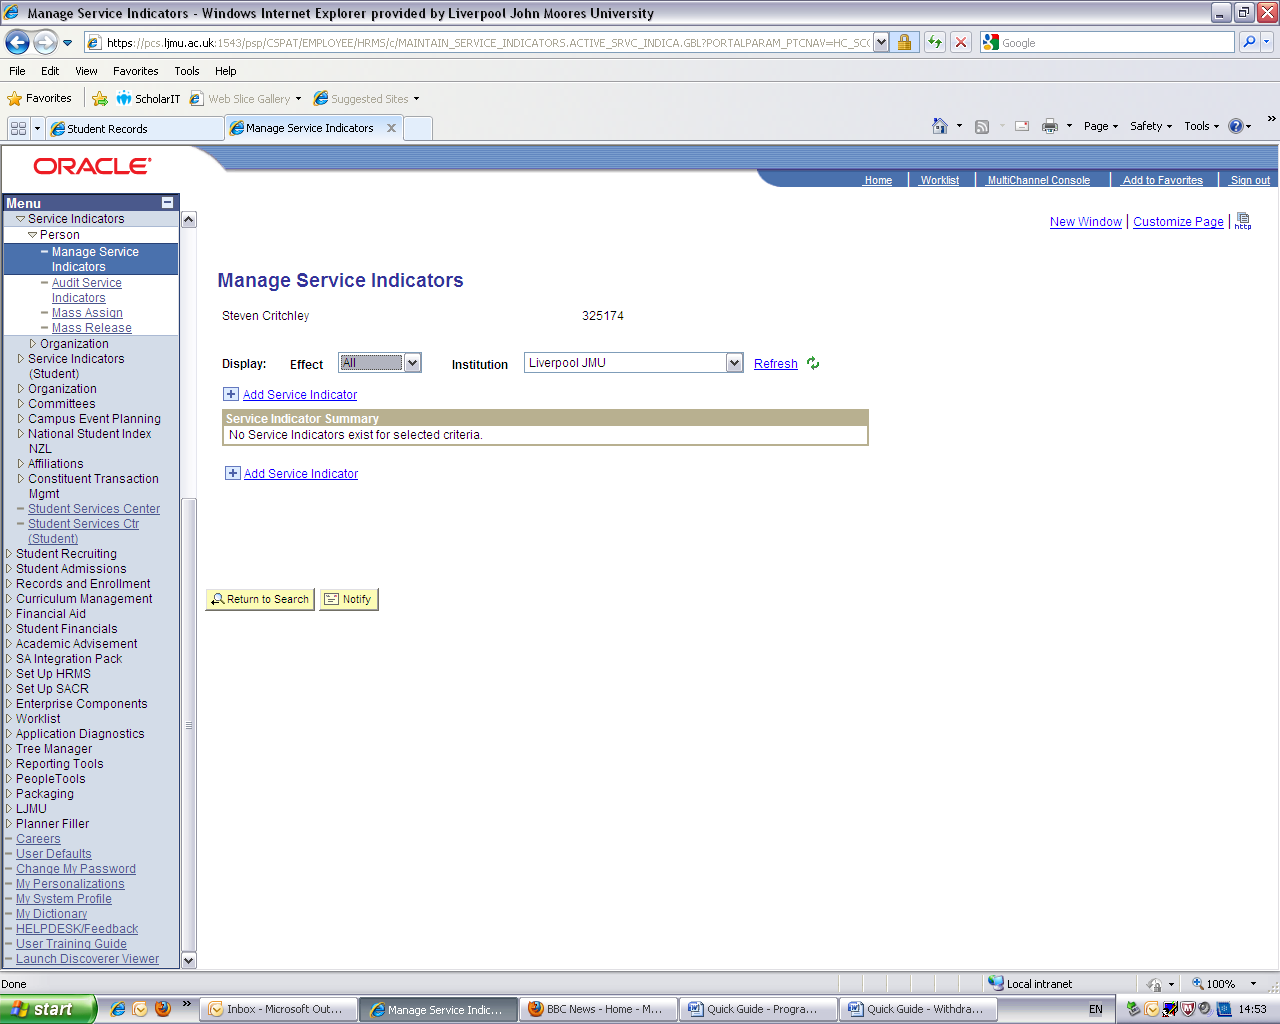 Manage Service Indicators - Windows Internet Explorer provided by Liverpool John Moores University
https://pcs.ljmu.ac.uk:1543/psp/CSPAT/EMPLOYEE/HRMS/c/MAINTAIN_SERVICE_INDICATORS.ACTIVE_SRVC_INDICA.GBL?PORTALPARAM_PTCNAV=HC_SCC
Google
File Edit View Favorites Tools Help
Favorites ScholarIT Web Slice Gallery Suggested Sites
Student Records Manage Service Indicators Page Safety Tools
ORACLE
Home Worklist MultiChannel Console Add to Favorites Sign out
New Window Customize Page http
Menu
Service Indicators
Person
Manage Service
Indicators
Audit Service
Indicators
Mass Assign
Mass Release
Organization
Service Indicators
(Student)
Organization
Committees
Campus Event Planning
National Student Index
NZL
Affiliations
Constituent Transaction
Mgmt
Student Services Center
Student Services Ctr
(Student)
Student Recruiting
Student Admissions
Records and Enrollment
Curriculum Management
Financial Aid
Student Financials
Academic Advisement
SA Integration Pack
Set Up HRMS
Set Up SACR
Enterprise Components
Worklist
Application Diagnostics
Tree Manager
Reporting Tools
PeopleTools
Packaging
LJMU
Planner Filler
Careers
User Defaults
Change My Password
My Personalizations
My System Profile
My Dictionary
HELPDESK/Feedback
User Training Guide
Launch Discoverer Viewer
Manage Service Indicators
Steven Critchley 325174
Display: Effect All Institution Liverpool JMU Refresh
Add Service Indicator
Service Indicator Summary
No Service Indicators exist for selected criteria.
Add Service Indicator
Return to Search Notify
Done Local intranet 100%
start Inbox - Microsoft Out... Manage Service Indic... BBC News - Home - M... Quick Guide - Progra... Quick Guide - Withdra... EN 14:53